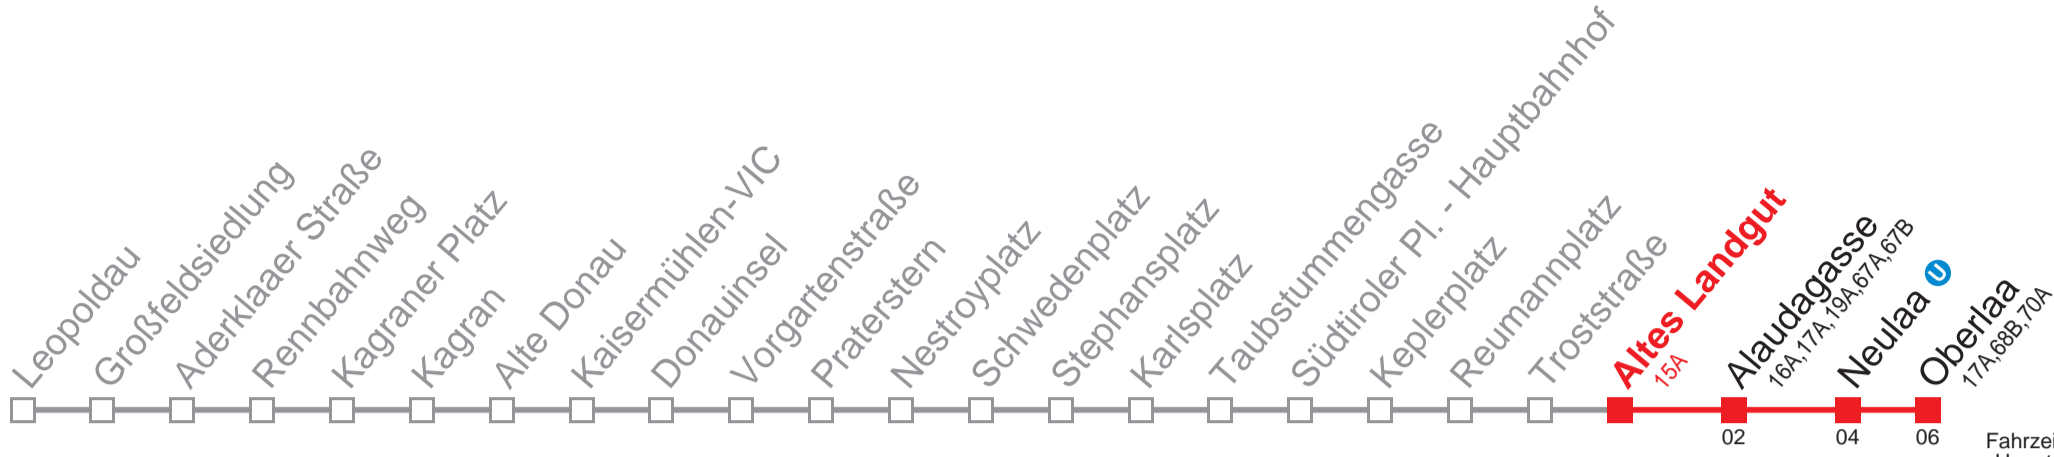 Leopoldau
Großfeldsiedlung
Aderklaaer Straße
Rennbahnweg
Kagraner Platz
Kagran
Alte Donau
Kaisermühlen-VIC
Donauinsel
Vorgartenstraße
Praterstern
Nestroyplatz
Schwedenplatz
Stephansplatz
Karlsplatz
Taubstummengasse
Südtiroler Pl. - Hauptbahnhof
Keplerplatz
Reumannplatz
Troststraße
Altes Landgut
15A
Alaudagasse
16A,17A,19A,67A,67B
Neulaa U
Oberlaa
17A,68B,70A
02
04
06